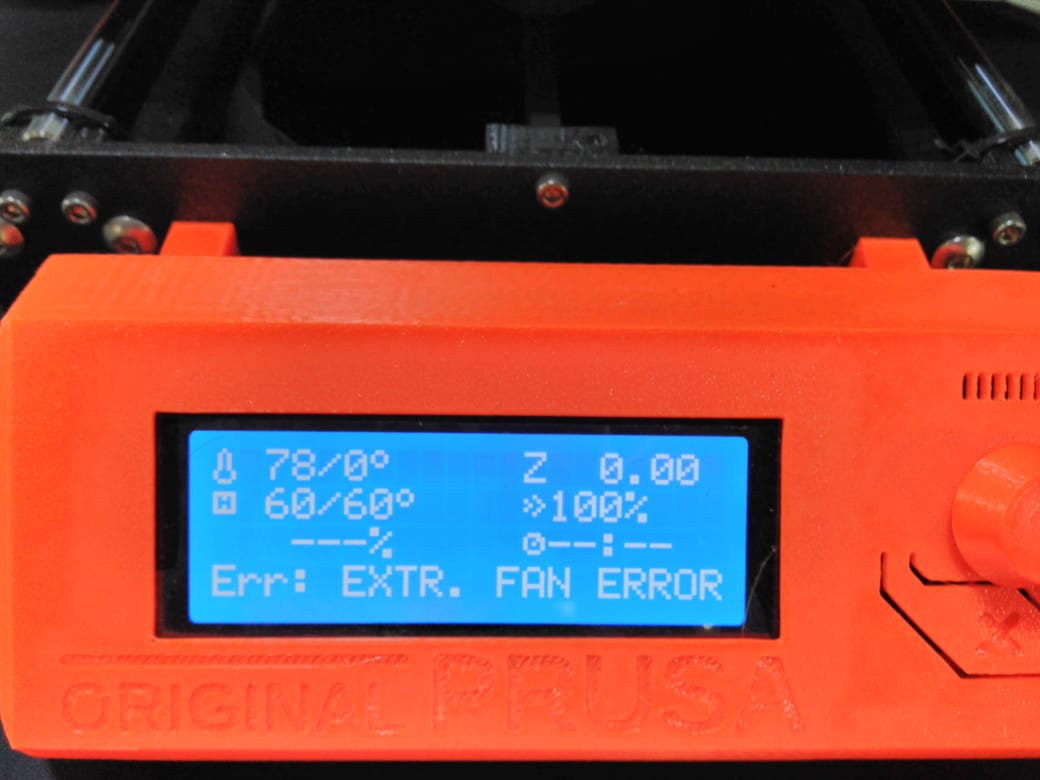 78/0° Z 0.00
H 60/60° »100%
---% --:--
Err: EXTR. FAN ERROR
ORIGINAL PRUSA